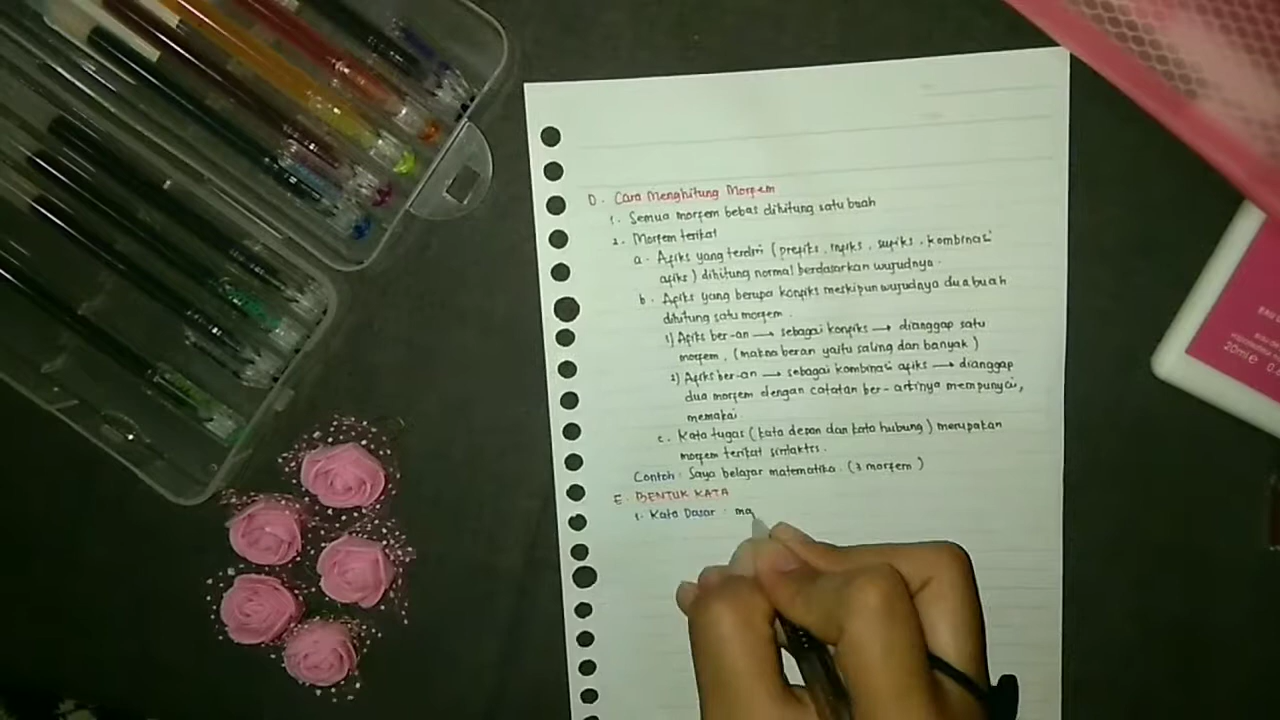 D. Cara Menghitung Morfem
1. Semua morfem bebas dihitung satu buah
2. Morfem terikat
a. Afiks yang terdiri (prefiks, infiks, sufiks, kombinasi
afiks) dihitung normal berdasarkan wujudnya.
b. Afiks yang berupa konfiks meskipun wujudnya dua buah
dihitung satu morfem.
1) Afiks ber-an → sebagai konfiks → dianggap satu
morfem, (makna beran yaitu saling dan banyak)
2) Afiks ber-an → sebagai kombinasi afiks → dianggap
dua morfem dengan catatan ber- artinya mempunyai,
memakai
c. Kata tugas (kata depan dan kata hubung) merupakan
morfem terikat sintaktis.
Contoh : Saya belajar matematika. (3 morfem)
E. BENTUK KATA
1. Kata Dasar : ma
20ml e 0.6